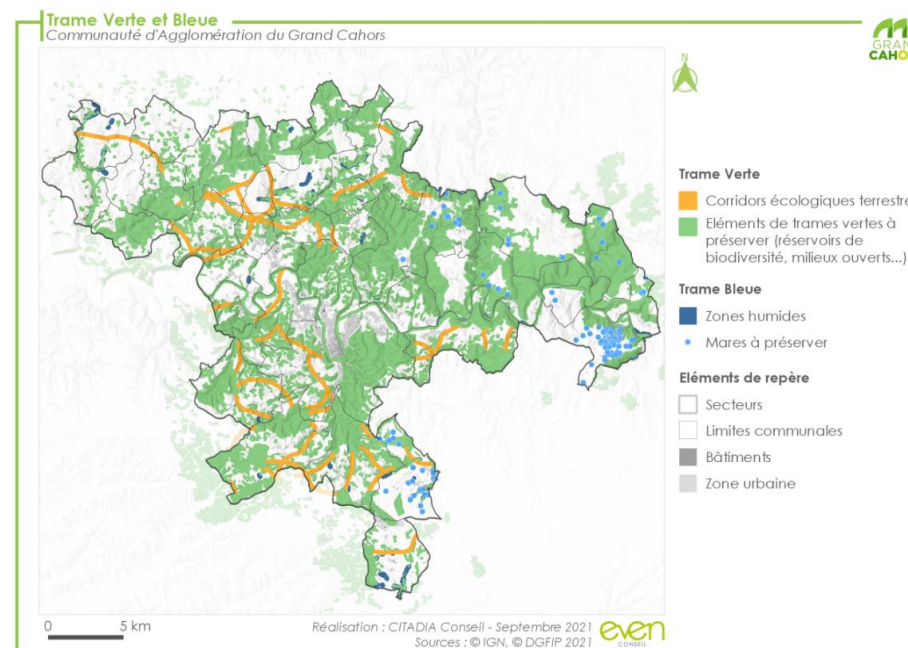 Trame Verte et Bleue
Communauté d'Agglomération du Grand Cahors
GRAN
CAHO
N
Trame Verte
Corridors écologiques terrestre
Eléments de trames vertes à
préserver (réservoirs de
biodiversité, milieux ouverts...)
Trame Bleue
Zones humides
Mares à préserver
Eléments de repère
Secteurs
Limites communales
Bâtiments
Zone urbaine
0 5 km
Réalisation : CITADIA Conseil - Septembre 2021
Sources : © IGN, © DGFIP 2021
even
CONSEIL